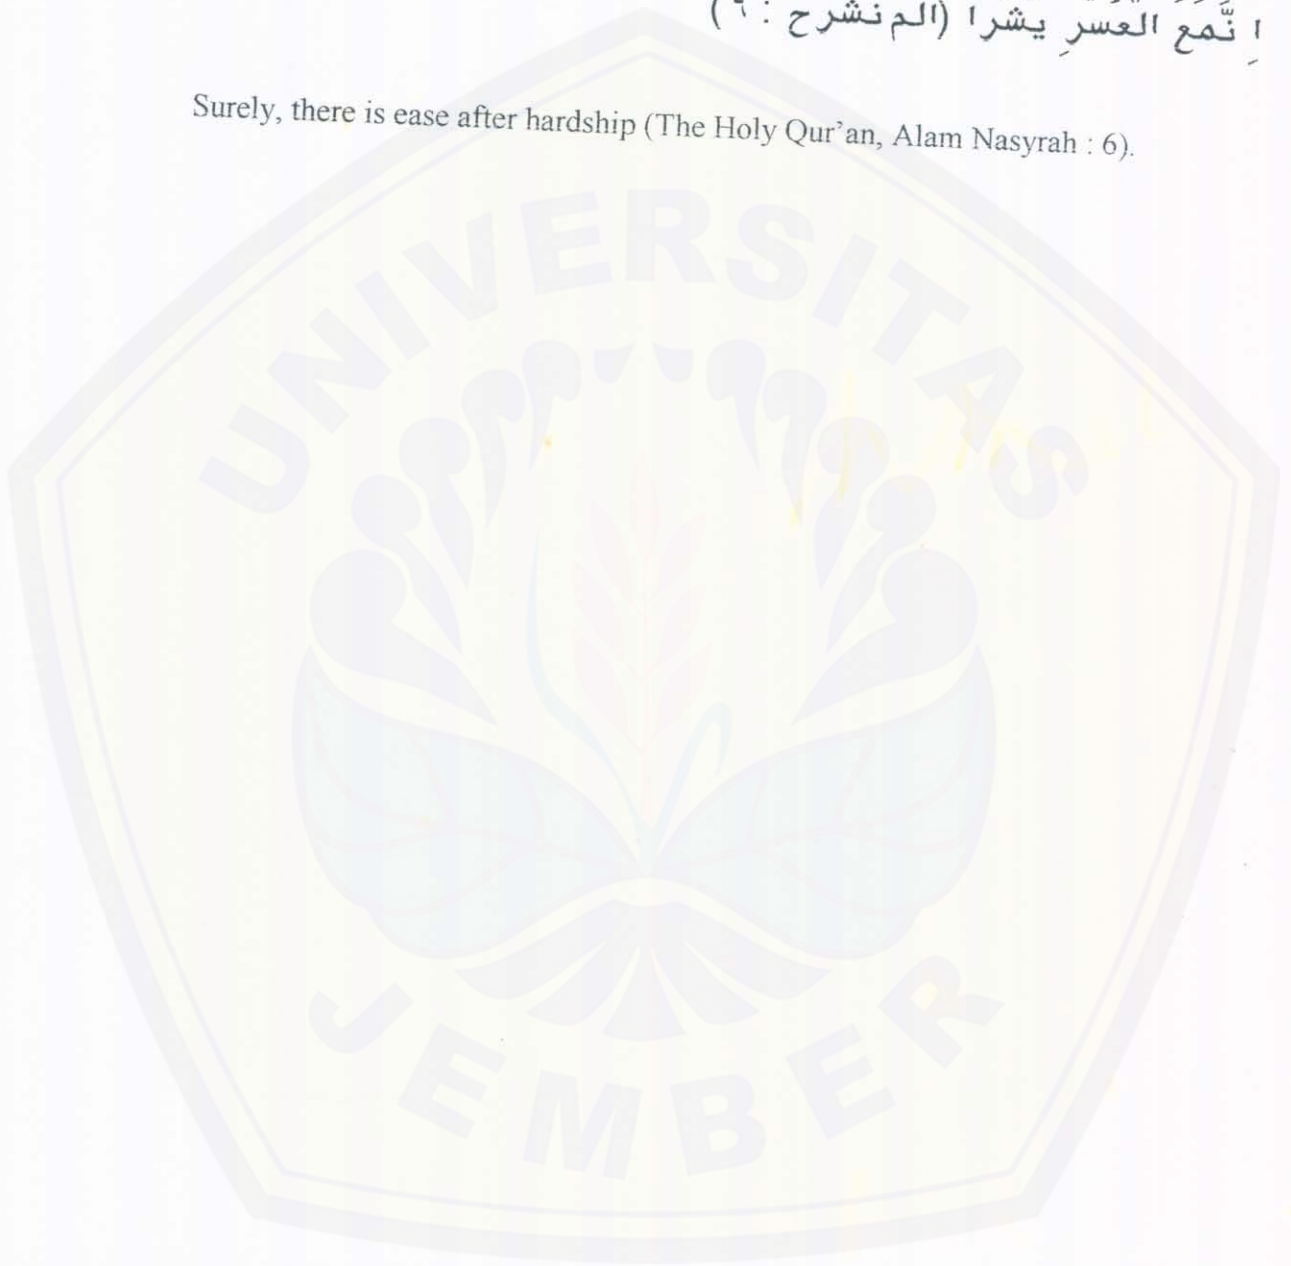 اِ نَّمع العسرِ يشرا (الم نشرح : ٦)
Surely, there is ease after hardship (The Holy Qur’an, Alam Nasyrah : 6).
UNIVERSITAS
JEMBER